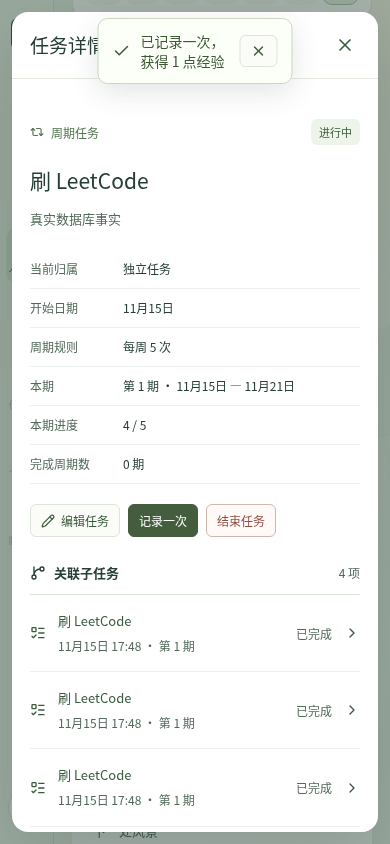 任务详情
已记录一次，
获得 1 点经验
周期任务
进行中
刷 LeetCode
真实数据库事实
当前归属 独立任务
开始日期 11月15日
周期规则 每周 5 次
本期 第 1 期 · 11月15日 — 11月21日
本期进度 4 / 5
完成周期数 0 期
编辑任务 记录一次 结束任务
关联子任务 4 项
刷 LeetCode
11月15日 17:48 · 第 1 期
已完成
刷 LeetCode
11月15日 17:48 · 第 1 期
已完成
刷 LeetCode
11月15日 17:48 · 第 1 期
已完成